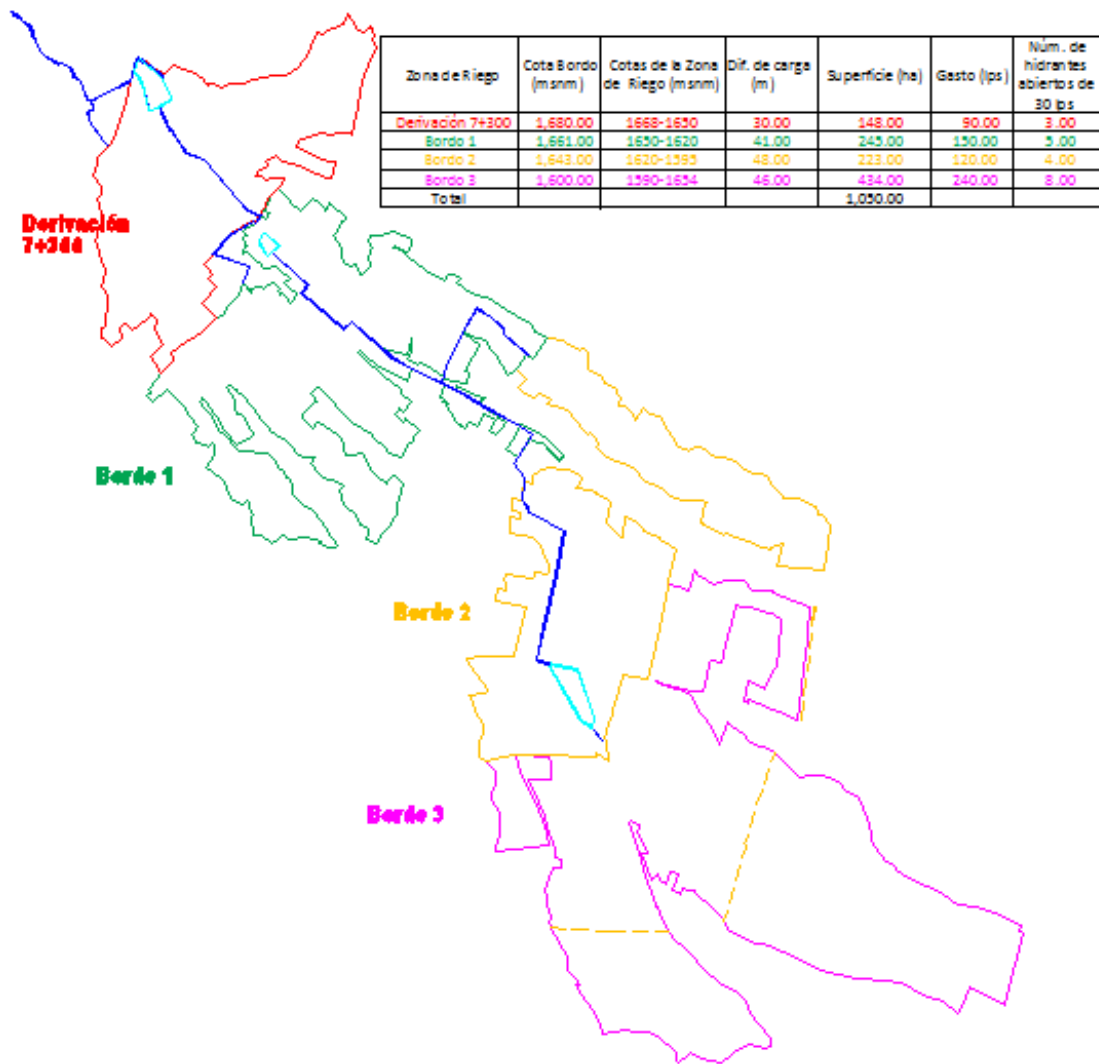 Zona de Riego Cota Bordo (msnm) Cotas de la Zona de Riego (msnm) Dif. de carga (m) Superficie (ha) Gasto (lps) Núm. de hidrantes abiertos de 30 lps
Derivación 7+300 1,680.00 1668-1650 30.00 148.00 90.00 3.00
Bordo 1 1,661.00 1650-1620 41.00 245.00 150.00 5.00
Bordo 2 1,643.00 1620-1595 48.00 223.00 120.00 4.00
Bordo 3 1,600.00 1590-1654 46.00 434.00 240.00 8.00
Total 1,050.00
Derivación
7+300
Bordo 1
Bordo 2
Bordo 3